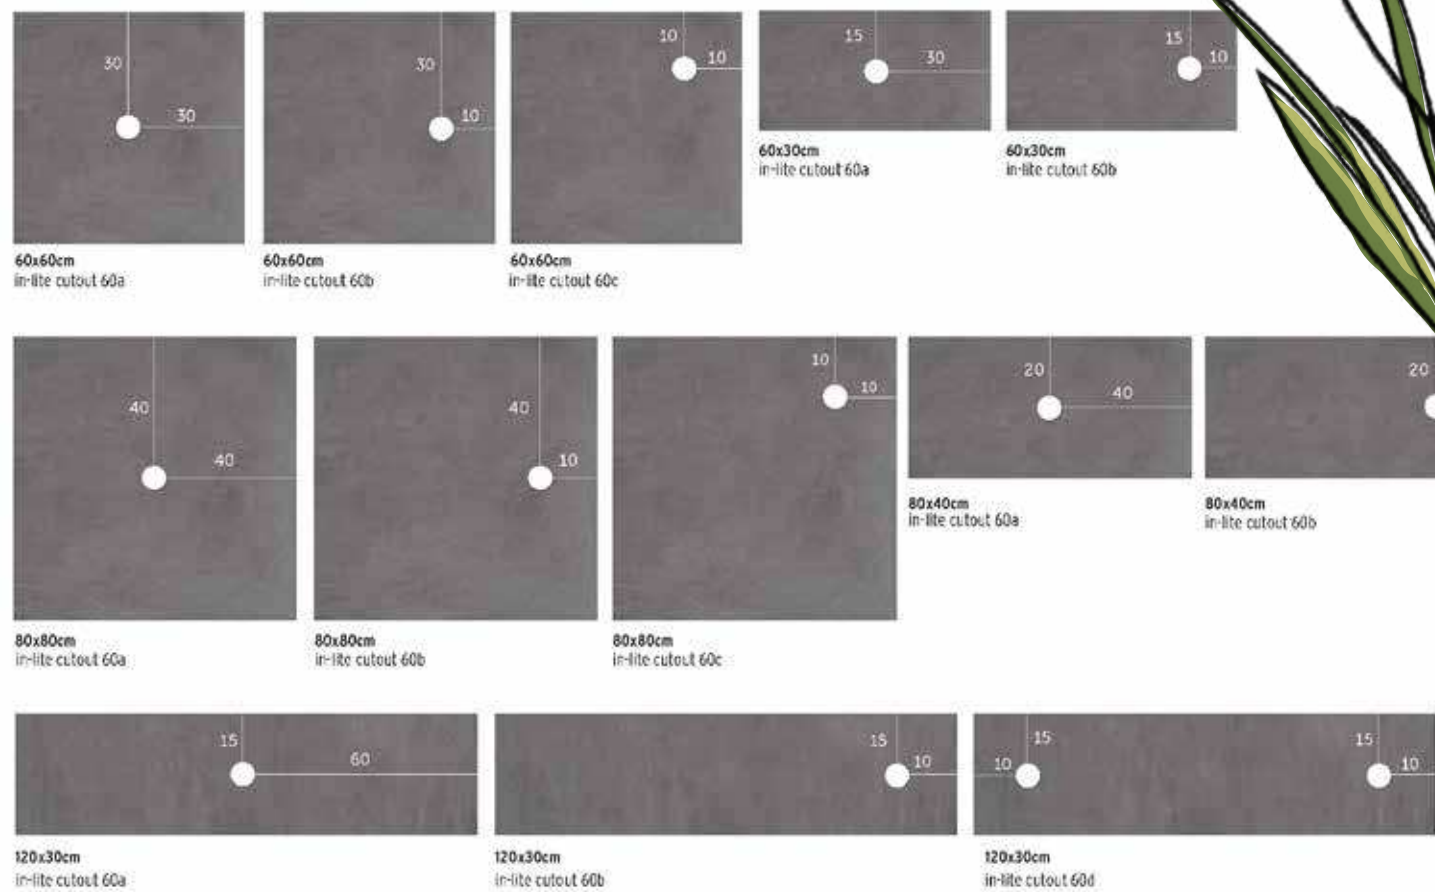 30
30
60x60cm
in-lite cutout 60a
30
10
60x60cm
in-lite cutout 60b
10
10
60x60cm
in-lite cutout 60c
15
30
60x30cm
in-lite cutout 60a
15
10
60x30cm
in-lite cutout 60b
40
40
80x80cm
in-lite cutout 60a
40
10
80x80cm
in-lite cutout 60b
10
10
80x80cm
in-lite cutout 60c
20
40
80x40cm
in-lite cutout 60a
20
80x40cm
in-lite cutout 60b
15
60
120x30cm
in-lite cutout 60a
15
10
120x30cm
in-lite cutout 60b
15
10
15
10
120x30cm
in-lite cutout 60d